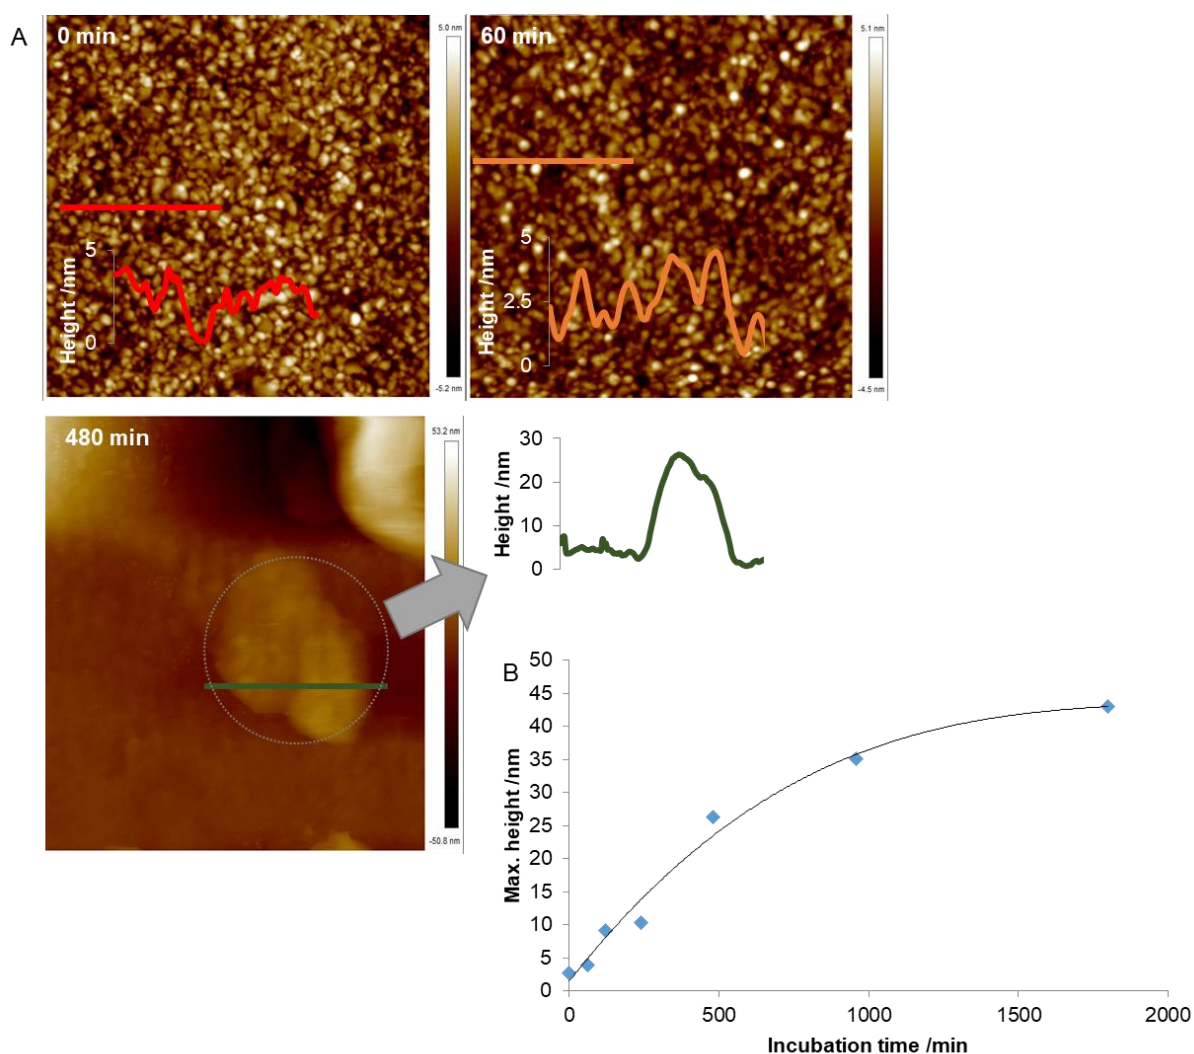 A
0 min
5.0 nm
-5.2 nm
Height /nm
5
0
60 min
5.1 nm
-4.5 nm
Height /nm
5
2.5
0
480 min
53.2 nm
-50.8 nm
Height /nm
30
20
10
0
B
Max. height /nm
50
45
40
35
30
25
20
15
10
5
0
0 500 1000 1500 2000
Incubation time /min